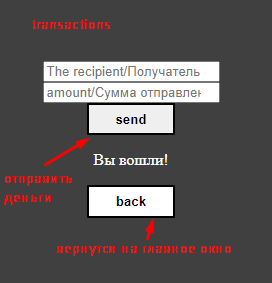 transactions
The recipient/Получатель
amount/Сумма отправлен
send
отправить
деньги
Вы вошли!
back
вернутся на главное окно